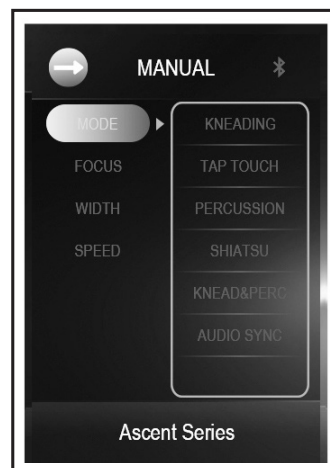 MANUAL
MODE
FOCUS
WIDTH
SPEED
KNEADING
TAP TOUCH
PERCUSSION
SHIATSU
KNEAD&PERC
AUDIO SYNC
Ascent Series